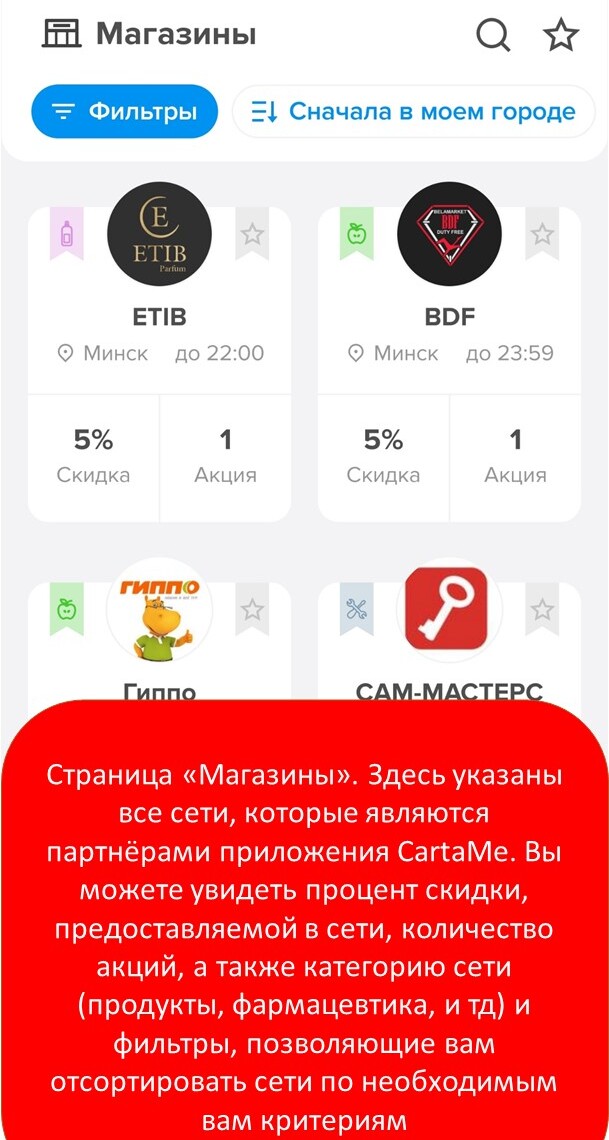 Магазины
Фильтры
Сначала в моем городе
E
ETIB
Parfum
BELAMARKET
BDF
DUTY FREE
ETIB
BDF
Минск до 22:00
Минск до 23:59
5% 1
Скидка Акция
5% 1
Скидка Акция
ГИППО
Гиппо
САМ-МАСТЕРС
Страница «Магазины». Здесь указаны
все сети, которые являются
партнёрами приложения CartaMe. Вы
можете увидеть процент скидки,
предоставляемой в сети, количество
акций, а также категорию сети
(продукты, фармацевтика, и тд) и
фильтры, позволяющие вам
отсортировать сети по необходимым
вам критериям